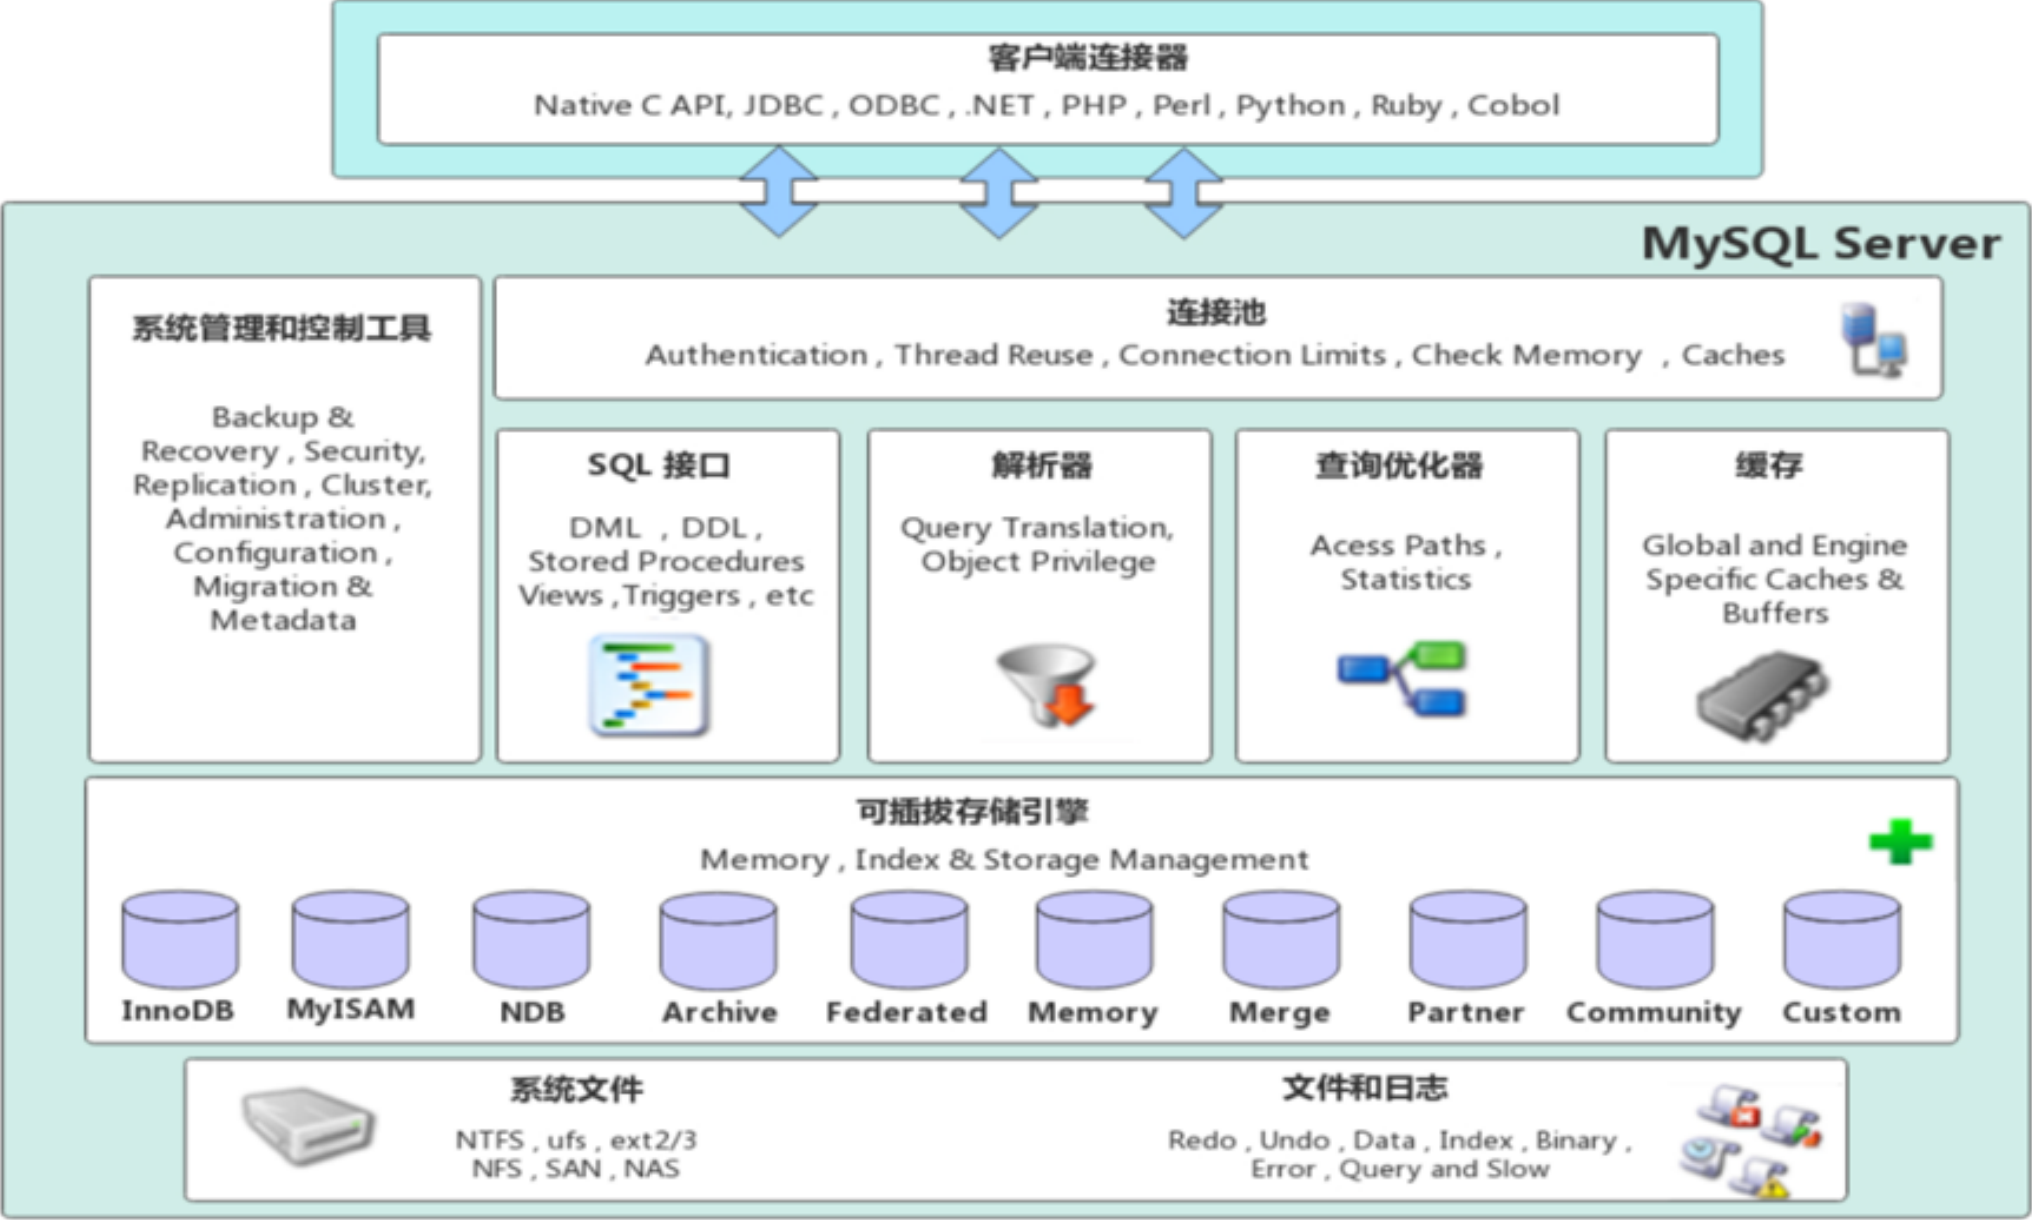 客户端连接器
Native C API, JDBC , ODBC , .NET , PHP , Perl , Python , Ruby , Cobol
MySQL Server
系统管理和控制工具
Backup &
Recovery , Security,
Replication , Cluster,
Administration ,
Configuration ,
Migration &
Metadata
连接池
Authentication , Thread Reuse , Connection Limits , Check Memory , Caches
SQL 接口
DML , DDL ,
Stored Procedures
Views , Triggers , etc
解析器
Query Translation,
Object Privilege
查询优化器
Acess Paths ,
Statistics
缓存
Global and Engine
Specific Caches &
Buffers
可插拔存储引擎
Memory , Index & Storage Management
InnoDB
MyISAM
NDB
Archive
Federated
Memory
Merge
Partner
Community
Custom
系统文件
NTFS , ufs , ext2/3
NFS , SAN , NAS
文件和日志
Redo , Undo , Data , Index , Binary ,
Error , Query and Slow